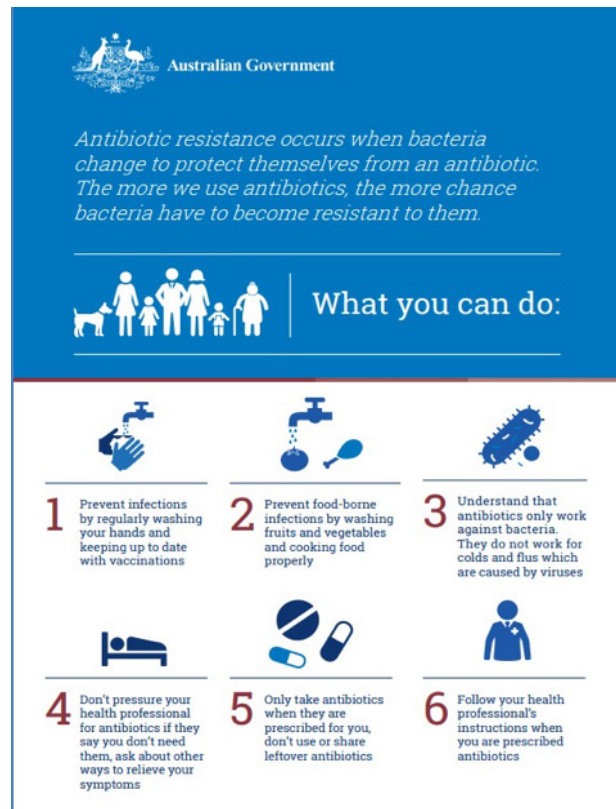 Australian Government
Antibiotic resistance occurs when bacteria
change to protect themselves from an antibiotic.
The more we use antibiotics, the more chance
bacteria have to become resistant to them.
What you can do:
1
Prevent infections
by regularly washing
your hands and
keeping up to date
with vaccinations
2
Prevent food-borne
infections by washing
fruits and vegetables
and cooking food
properly
3
Understand that
antibiotics only work
against bacteria.
They do not work for
colds and flus which
are caused by viruses
4
Don't pressure your
health professional
for antibiotics if they
say you don't need
them, ask about other
ways to relieve your
symptoms
5
Only take antibiotics
when they are
prescribed for you,
don't use or share
leftover antibiotics
6
Follow your health
professional's
instructions when
you are prescribed
antibiotics